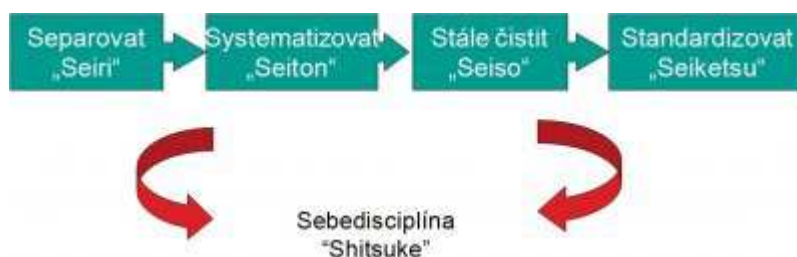 Separovat
„Seiri“
Systematizovat
„Seiton“
Stále čistit
„Seiso“
Standardizovat
„Seiketsu“
Sebedisciplína
“Shitsuke”